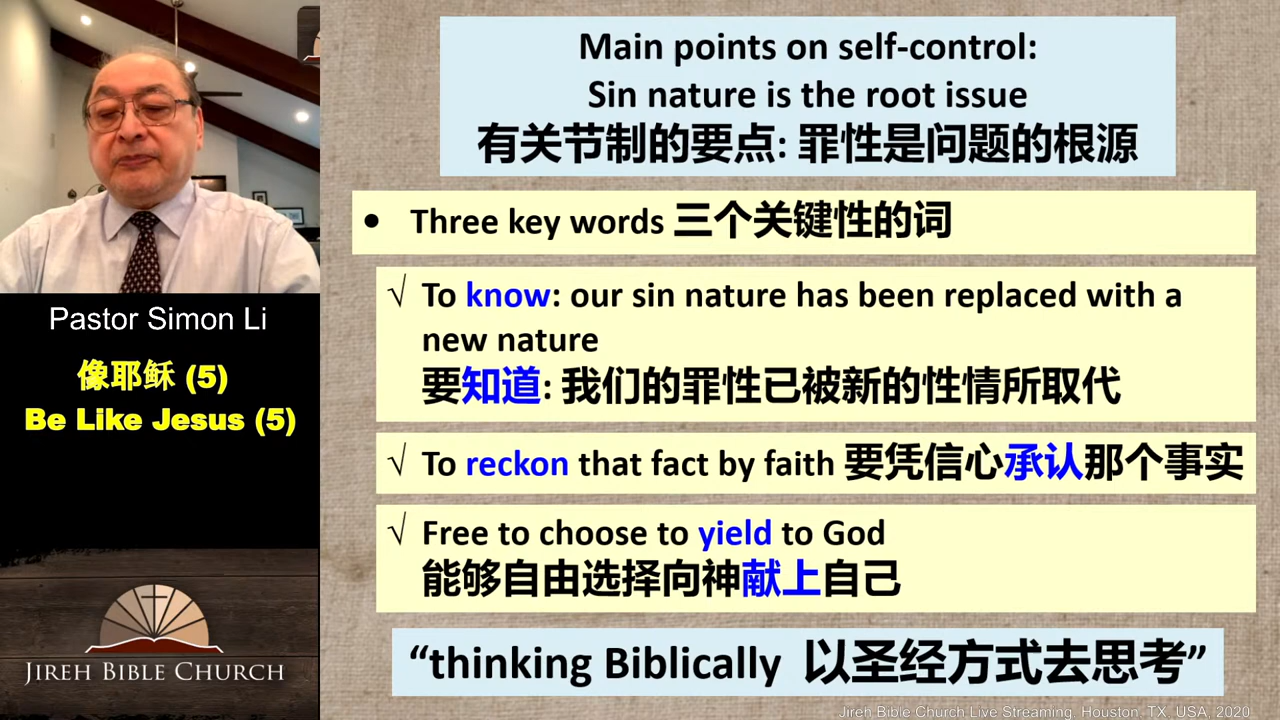 Pastor Simon Li
像耶稣 (5)
Be Like Jesus (5)
JIREH BIBLE CHURCH
Main points on self-control:
Sin nature is the root issue
有关节制的要点: 罪性是问题的根源
• Three key words 三个关键性的词
√ To know: our sin nature has been replaced with a
new nature
要知道: 我们的罪性已被新的性情所取代
√ To reckon that fact by faith 要凭信心承认那个事实
√ Free to choose to yield to God
能够自由选择向神献上自己
“thinking Biblically 以圣经方式去思考”
Jireh Bible Church Live Streaming, Houston, TX, USA, 2020